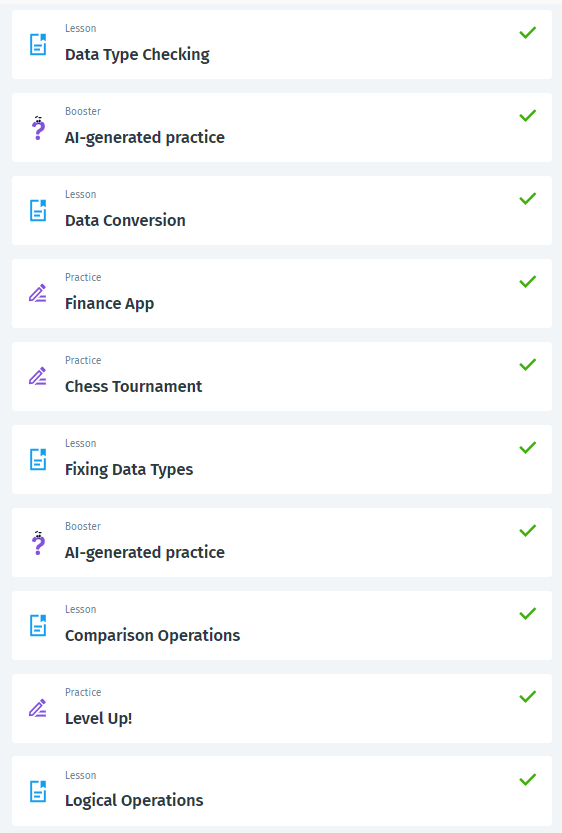 Lesson
Data Type Checking
Booster
AI-generated practice
Lesson
Data Conversion
Practice
Finance App
Practice
Chess Tournament
Lesson
Fixing Data Types
Booster
AI-generated practice
Lesson
Comparison Operations
Practice
Level Up!
Lesson
Logical Operations